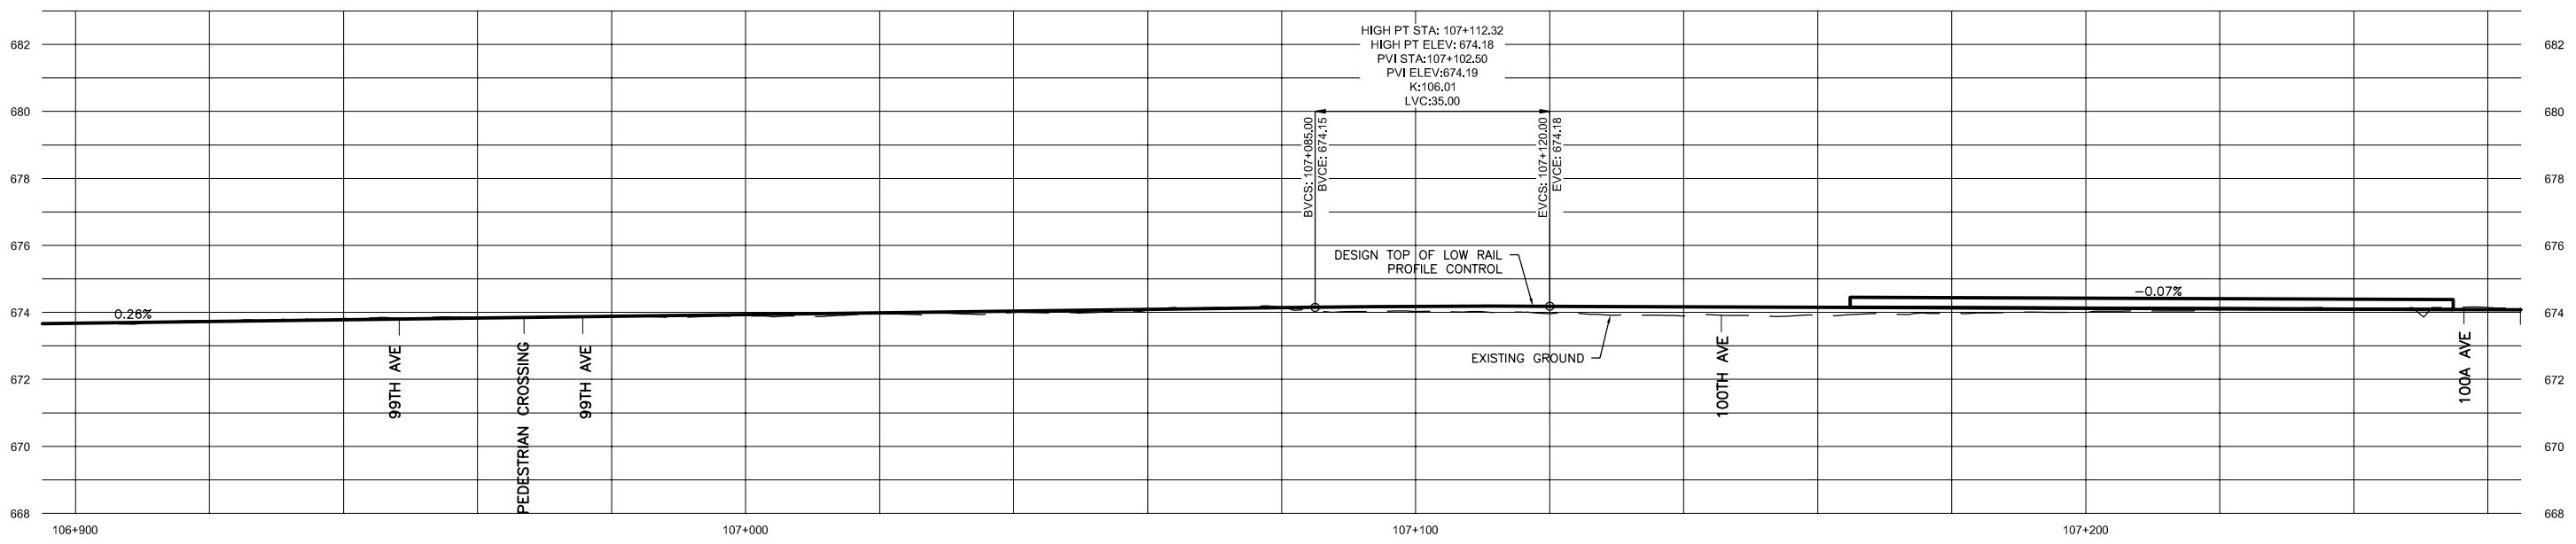 HIGH PT STA: 107+112.32
HIGH PT ELEV: 674.18
PVI STA:107+102.50
PVI ELEV:674.19
K:106.01
LVC:35.00
BVCS: 107+085.00
BVCE: 674.15
EVCS: 107+120.00
EVCE: 674.18
682
682
680
680
678
678
676
676
DESIGN TOP OF LOW RAIL
PROFILE CONTROL
674
0.26%
-0.07%
674
EXISTING GROUND
99TH AVE
PEDESTRIAN CROSSING
99TH AVE
100TH AVE
100A AVE
672
672
670
670
668
668
106+900
107+000
107+100
107+200